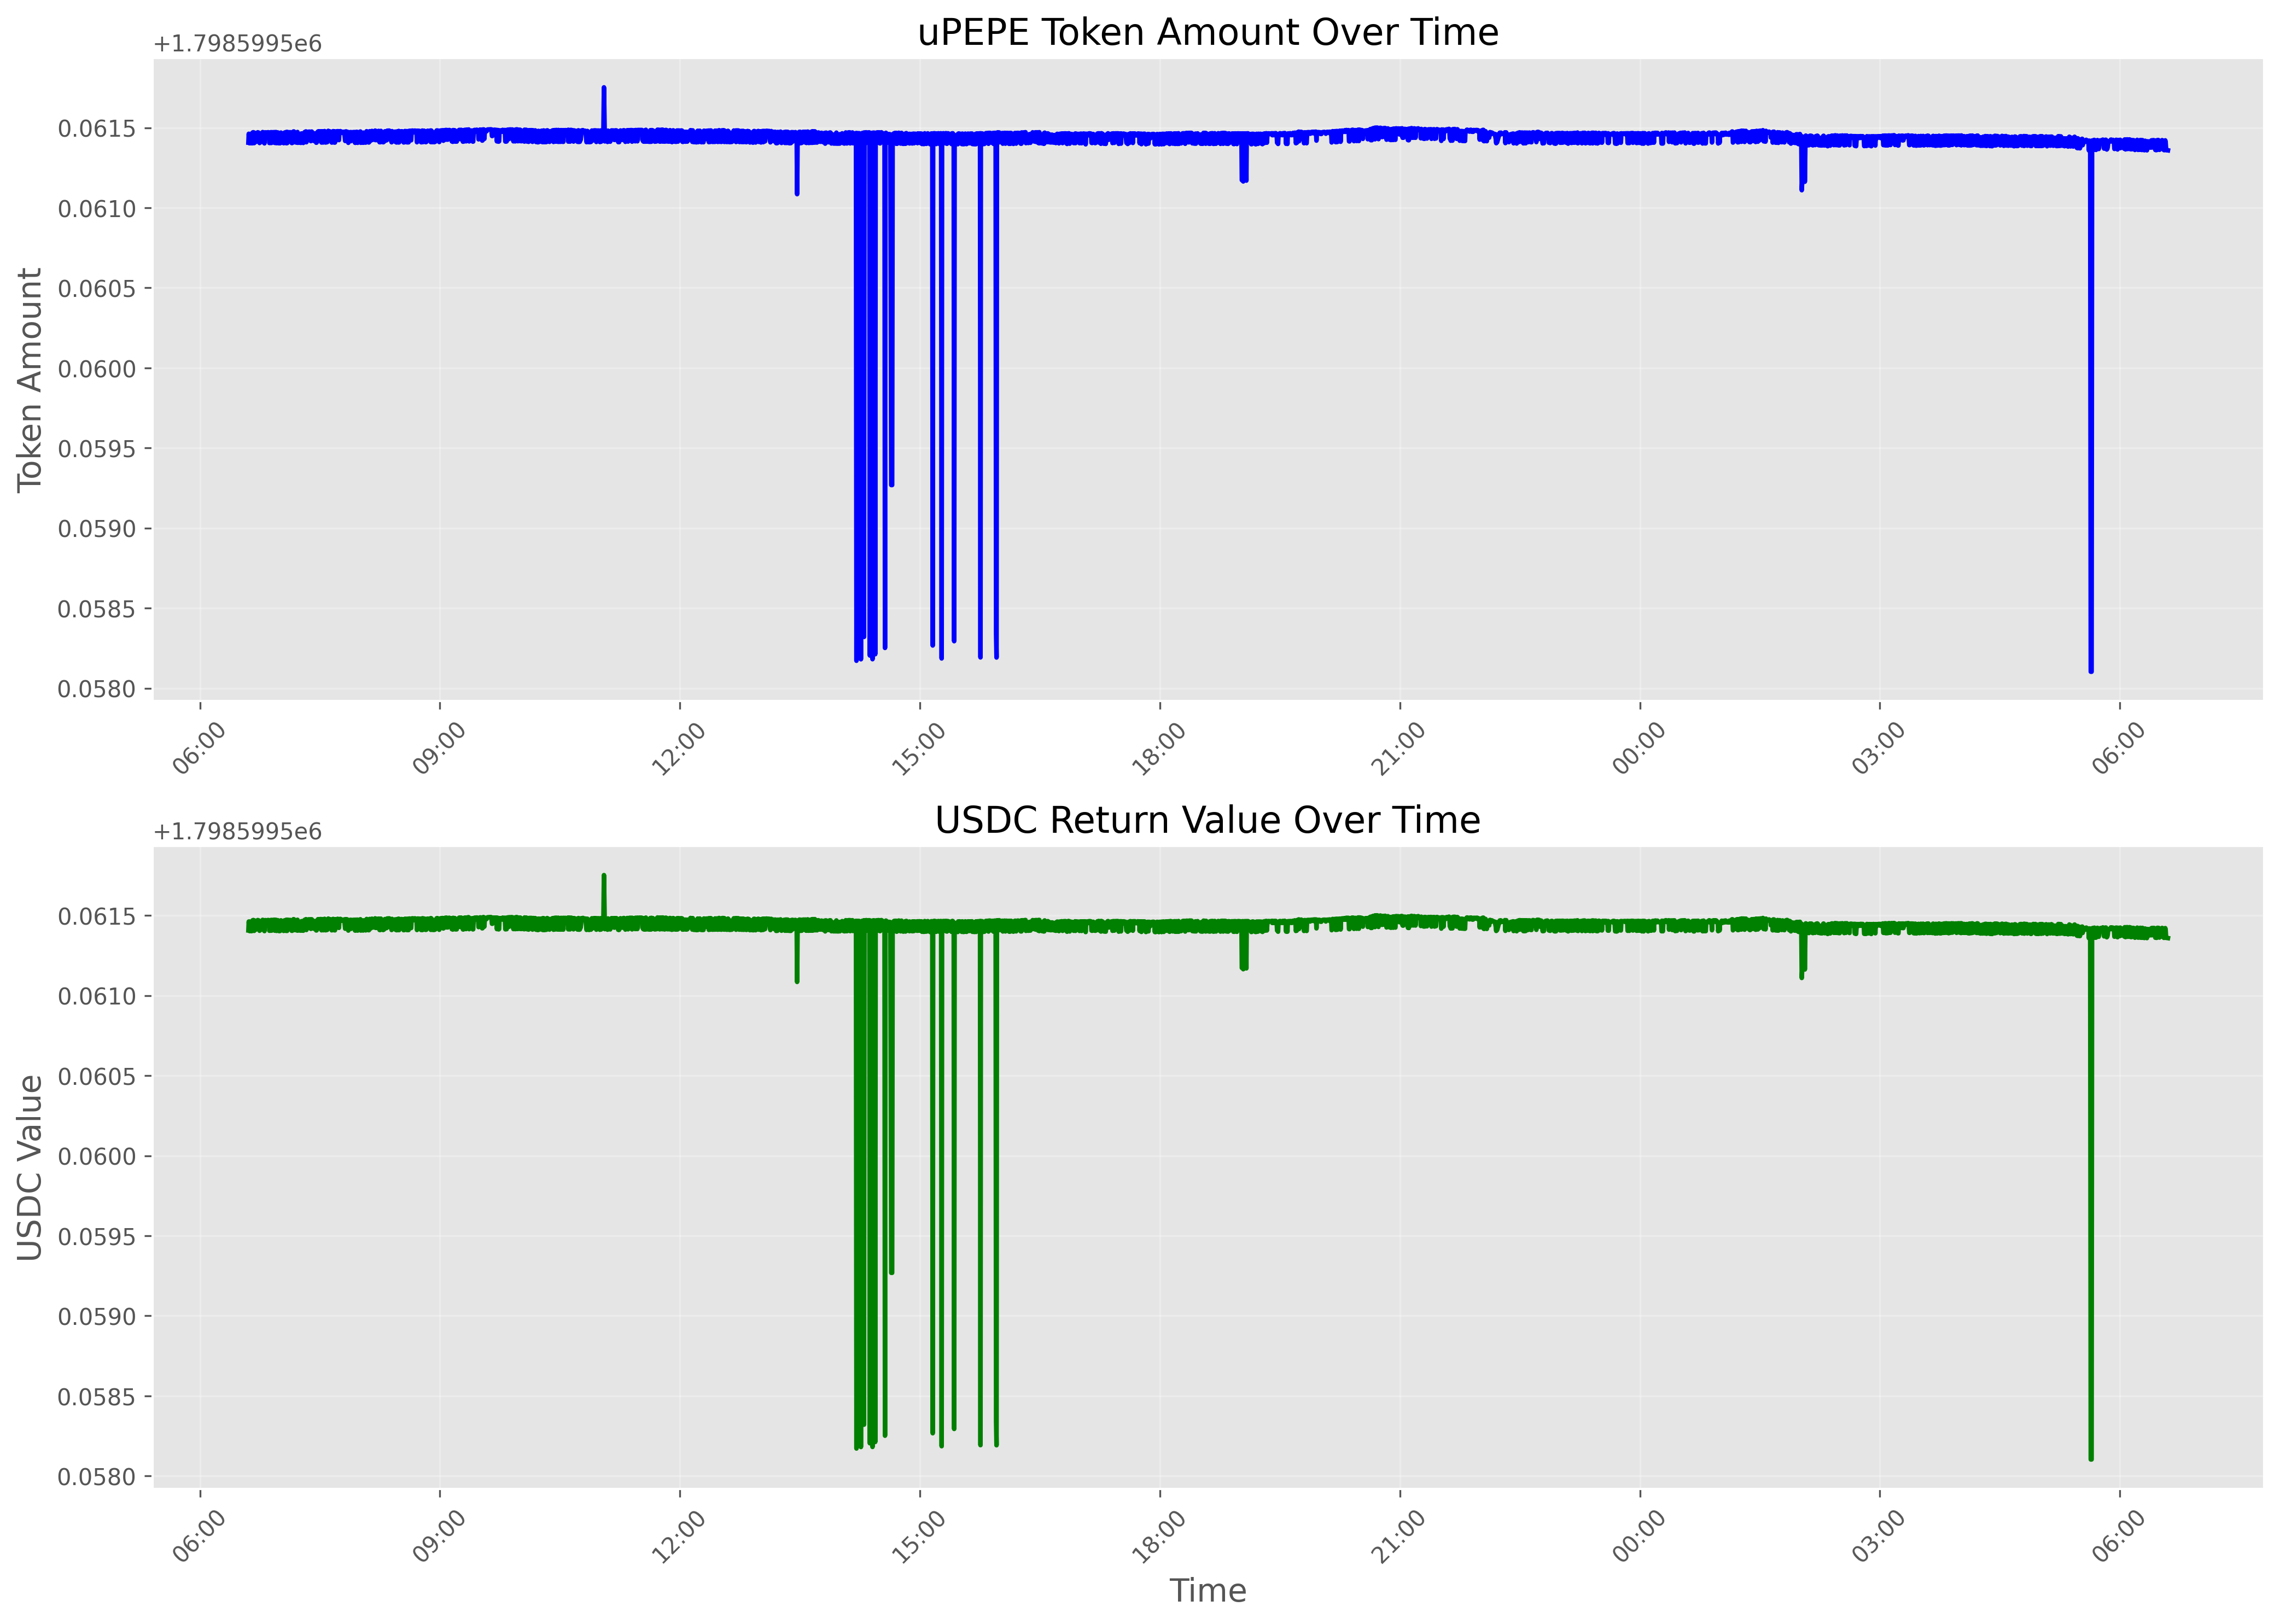 uPEPE Token Amount Over Time
+1.7985995e6
Token Amount
0.0615
0.0610
0.0605
0.0600
0.0595
0.0590
0.0585
0.0580
06:00 09:00 12:00 15:00 18:00 21:00 00:00 03:00 06:00
USDC Return Value Over Time
+1.7985995e6
USDC Value
0.0615
0.0610
0.0605
0.0600
0.0595
0.0590
0.0585
0.0580
06:00 09:00 12:00 15:00 18:00 21:00 00:00 03:00 06:00
Time